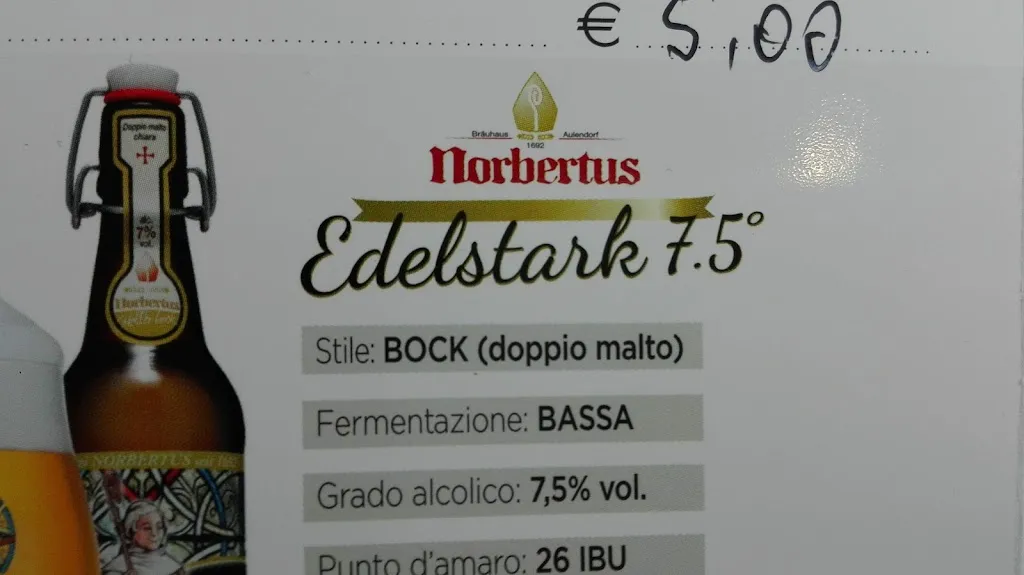 € 5,00
Bräuhaus Aulendorf
1692
Norbertus
Edelstark 7.5°
Stile: BOCK (doppio malto)
Fermentazione: BASSA
Grado alcolico: 7,5% vol.
Punto d'amaro: 26 IBU
Doppio malto
chiara
alc.
7%
vol.
Norbertus
NORBERTUS